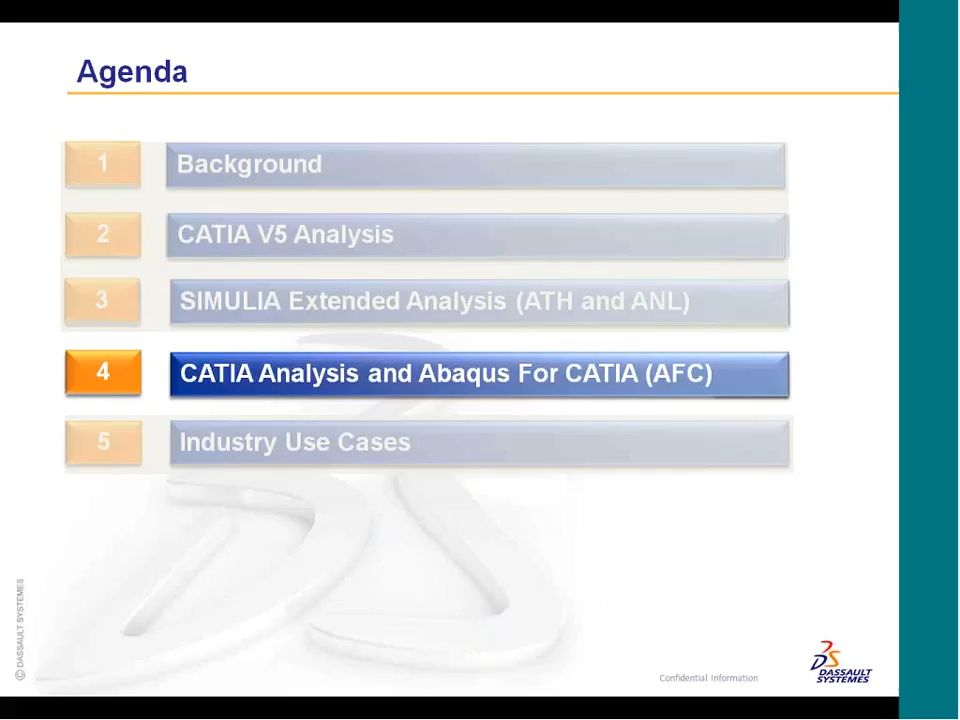 Agenda
1
Background
2
CATIA V5 Analysis
3
SIMULIA Extended Analysis (ATH and ANL)
4
CATIA Analysis and Abaqus For CATIA (AFC)
5
Industry Use Cases
© DASSAULT SYSTEMES
Confidential Information
DASSAULT
SYSTEMES